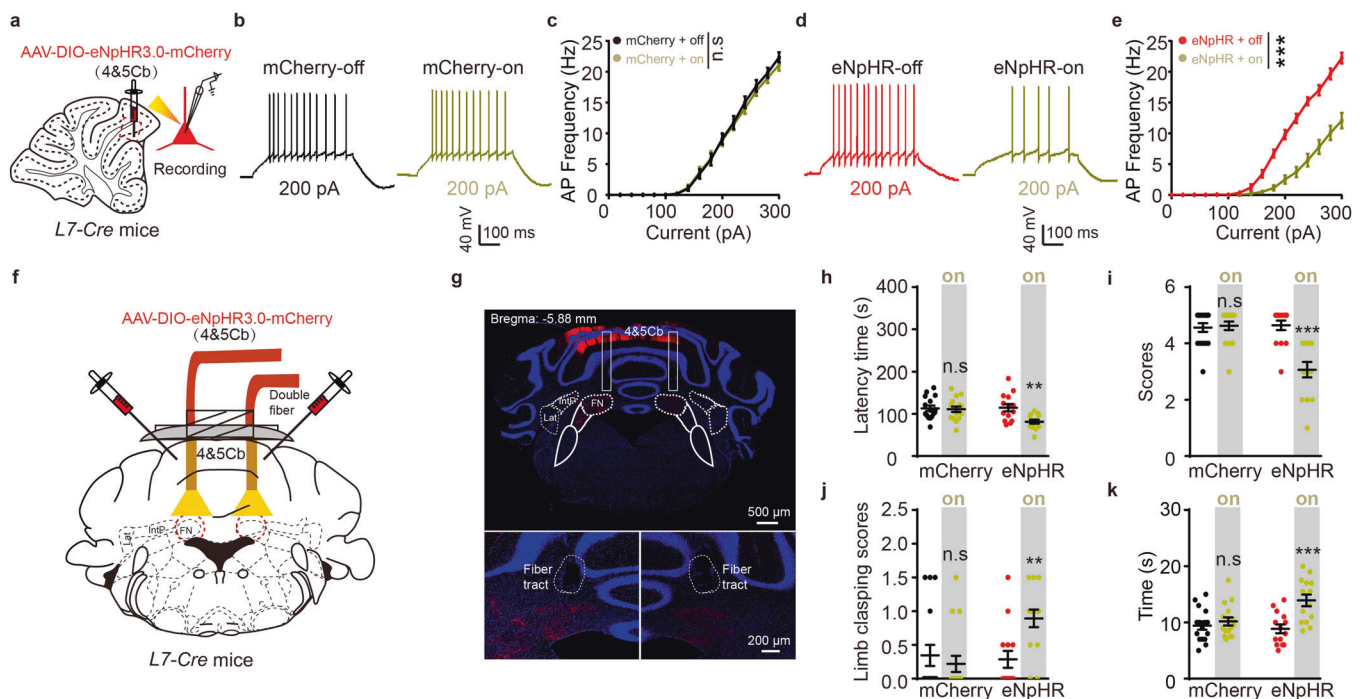 a
AAV-DIO-eNpHR3.0-mCherry
(4&5Cb)
Recording
L7-Cre mice
b
mCherry-off
mCherry-on
200 pA
200 pA
40 mV
100 ms
c
AP Frequency (Hz)
25
20
15
10
5
0
mCherry + off
mCherry + on
n.s
0
100
200
300
Current (pA)
d
eNpHR-off
eNpHR-on
200 pA
200 pA
40 mV
100 ms
e
AP Frequency (Hz)
25
20
15
10
5
0
eNpHR + off
eNpHR + on
***
0
100
200
300
Current (pA)
f
AAV-DIO-eNpHR3.0-mCherry
(4&5Cb)
Double
fiber
4&5Cb
Lat
IntP
FN
L7-Cre mice
g
Bregma: -5.88 mm
4&5Cb
Lat
IntP
FN
500 µm
Fiber
tract
Fiber
tract
200 µm
h
on
on
Latency time (s)
400
300
200
100
0
n.s
**
mCherry
eNpHR
i
on
on
Scores
6
4
2
0
n.s
***
mCherry
eNpHR
j
on
on
Limb clasping scores
2.0
1.5
1.0
0.5
0.0
n.s
**
mCherry
eNpHR
k
on
on
Time (s)
30
20
10
0
n.s
***
mCherry
eNpHR